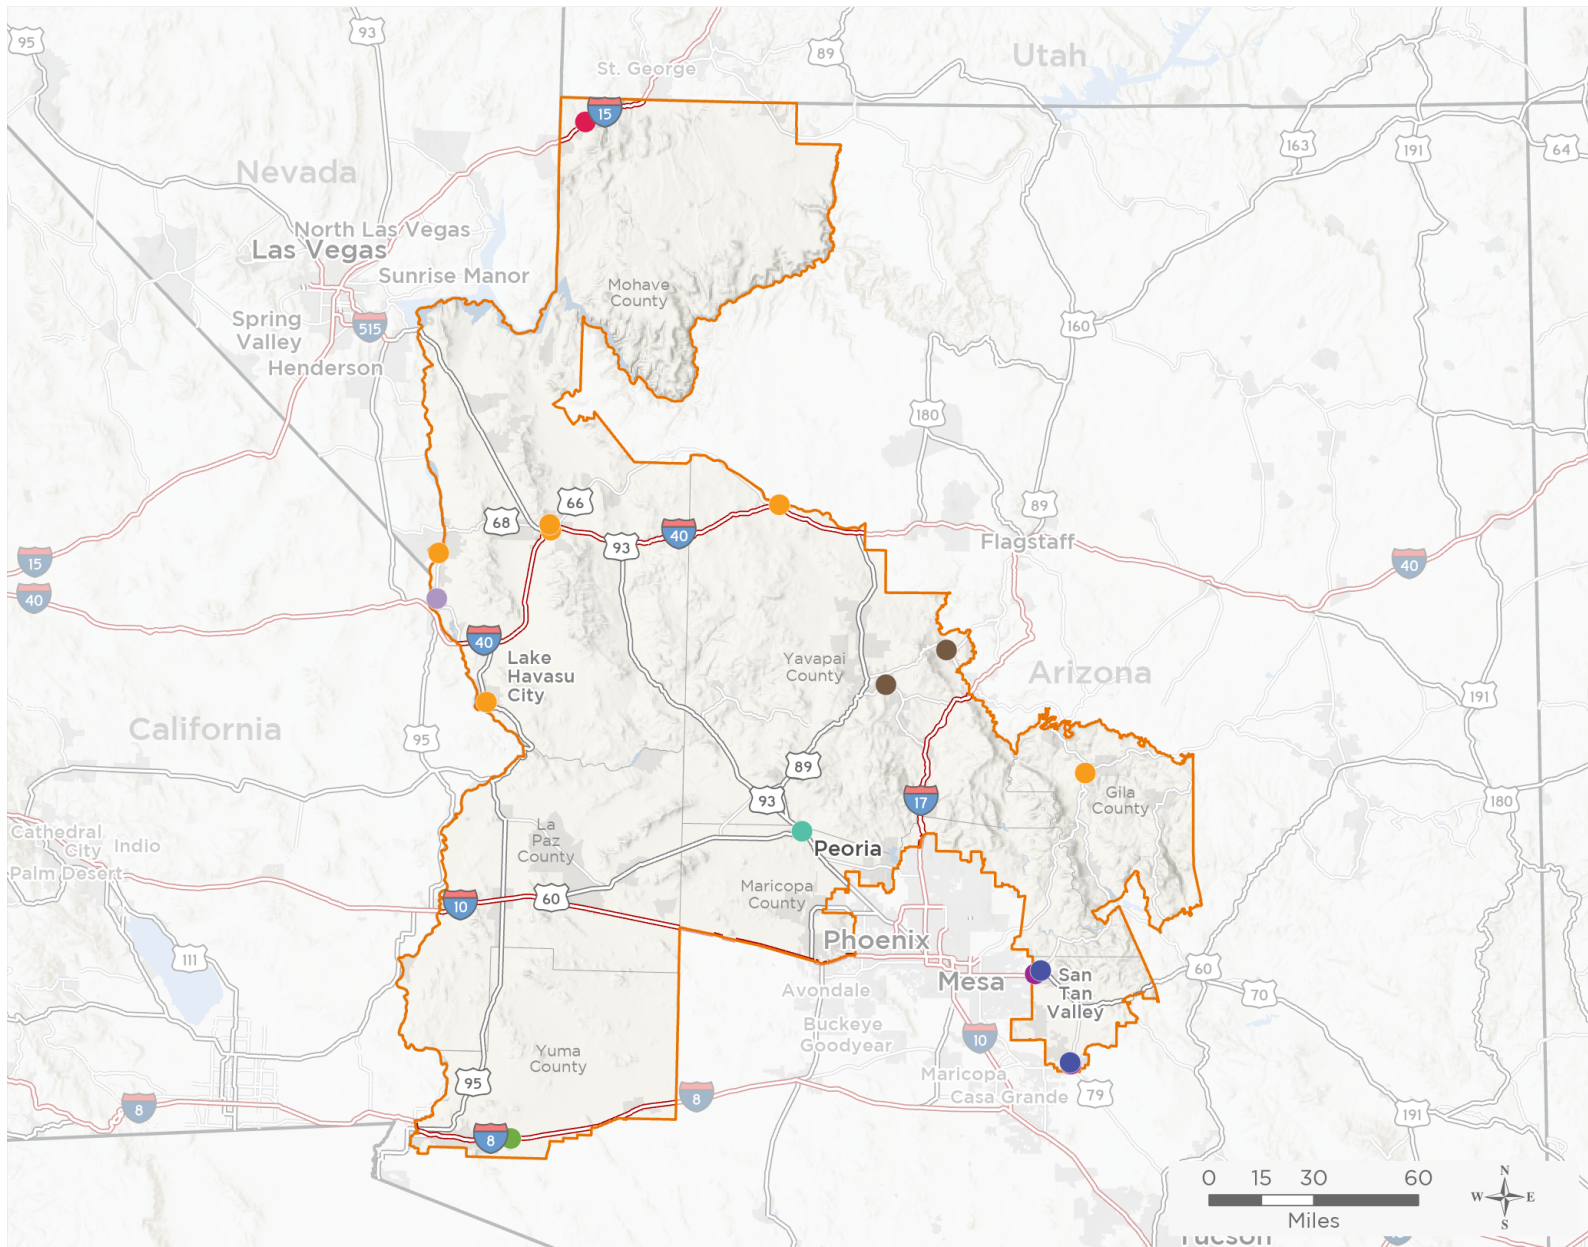 95
93
89
Utah
St. George
15
163
191
64
Nevada
North Las Vegas
Las Vegas
Sunrise Manor
Mohave
County
Spring
Valley
515
160
Henderson
180
66
68
89
93
40
Flagstaff
15
40
40
40
Lake
Havasu
City
Yavapai
County
Arizona
191
California
95
89
93
17
Gila
County
180
Cathedral
City
Indio
Palm Desert
La
Paz
County
Peoria
Maricopa
County
10
60
Phoenix
111
60
Mesa
San
Tan
Valley
70
Avondale
Buckeye
Goodyear
10
Yuma
County
95
Maricopa
Casa Grande
79
8
8
191
8
0 15 30 60
Miles
N
W E
S
Tucson